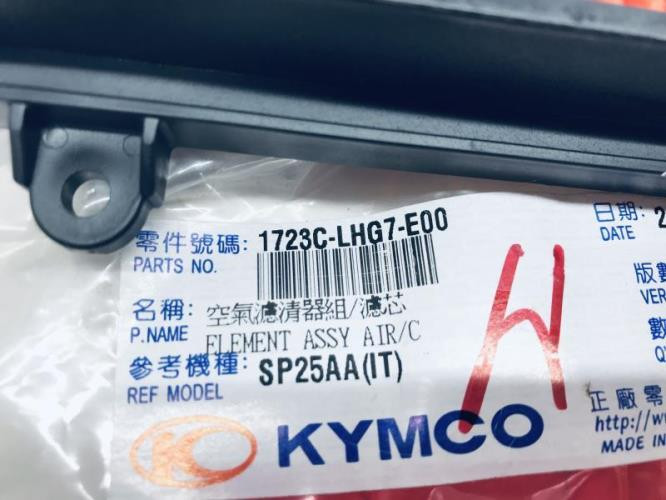 零件號碼: 1723C-LHG7-E00
PARTS NO.
日期: 2
DATE
名稱: 空氣濾清器組/濾芯
P.NAME ELEMENT ASSY AIR/C
版數
VER
參考機種: SP25AA(IT)
REF MODEL
數
Q
KYMCO
正廠零
http://w
MADE IN